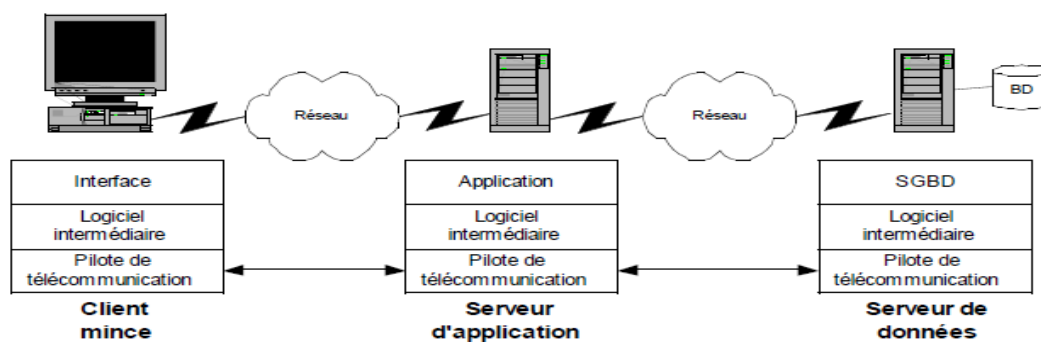 Réseau
Réseau
BD
Interface
Logiciel
intermédiaire
Pilote de
télécommunication
Client
mince
Application
Logiciel
intermédiaire
Pilote de
télécommunication
Serveur
d'application
SGBD
Logiciel
intermédiaire
Pilote de
télécommunication
Serveur de
données